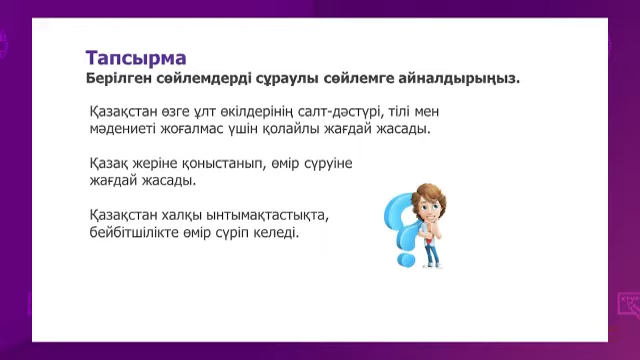 Тапсырма
Берілген сөйлемдерді сұраулы сөйлемге айналдырыңыз.
Қазақстан өзге ұлт өкілдерінің салт-дәстүрі, тілі мен
мәдениеті жоғалмас үшін қолайлы жағдай жасады.
Қазақ жеріне қоныстанып, өмір сүруіне
жағдай жасады.
Қазақстан халқы ынтымақтастықта,
бейбітшілікте өмір сүріп келеді.